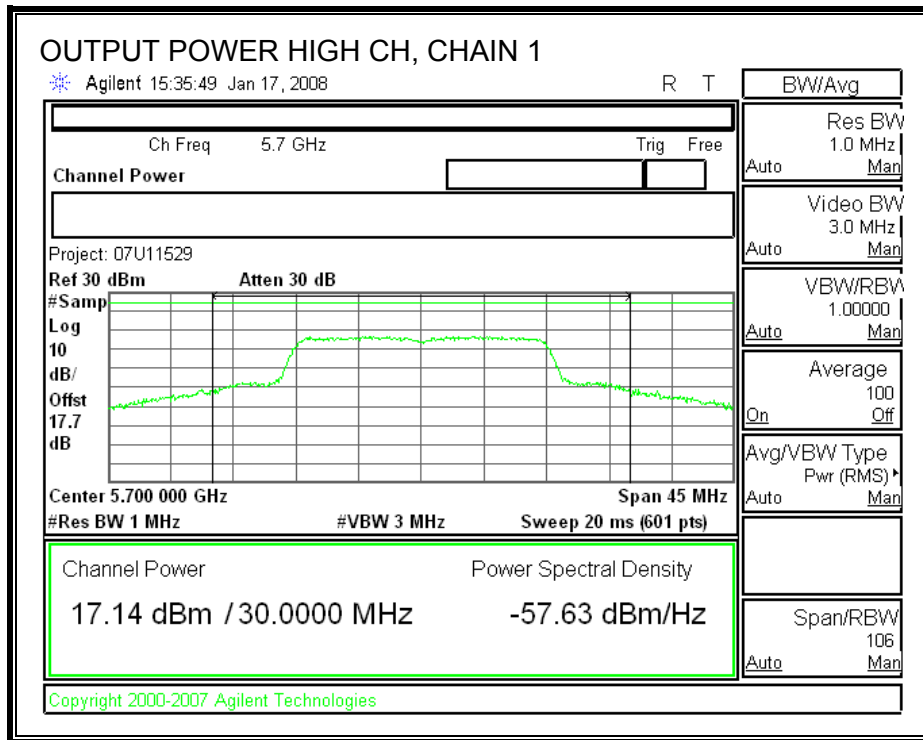 OUTPUT POWER HIGH CH, CHAIN 1
Agilent 15:35:49 Jan 17, 2008 R T
BW/Avg
Ch Freq 5.7 GHz Trig Free
Channel Power
Res BW
1.0 MHz
Auto Man
Video BW
3.0 MHz
Auto Man
Project: 07U11529
Ref 30 dBm Atten 30 dB
#Samp
Log
10
dB/
Offst
17.7
dB
VBW/RBW
1.00000
Auto Man
Average
100
On Off
Avg/VBW Type
Pwr (RMS)
Auto Man
Center 5.700 000 GHz Span 45 MHz
#Res BW 1 MHz #VBW 3 MHz Sweep 20 ms (601 pts)
Channel Power Power Spectral Density
17.14 dBm / 30.0000 MHz -57.63 dBm/Hz
Span/RBW
106
Auto Man
Copyright 2000-2007 Agilent Technologies